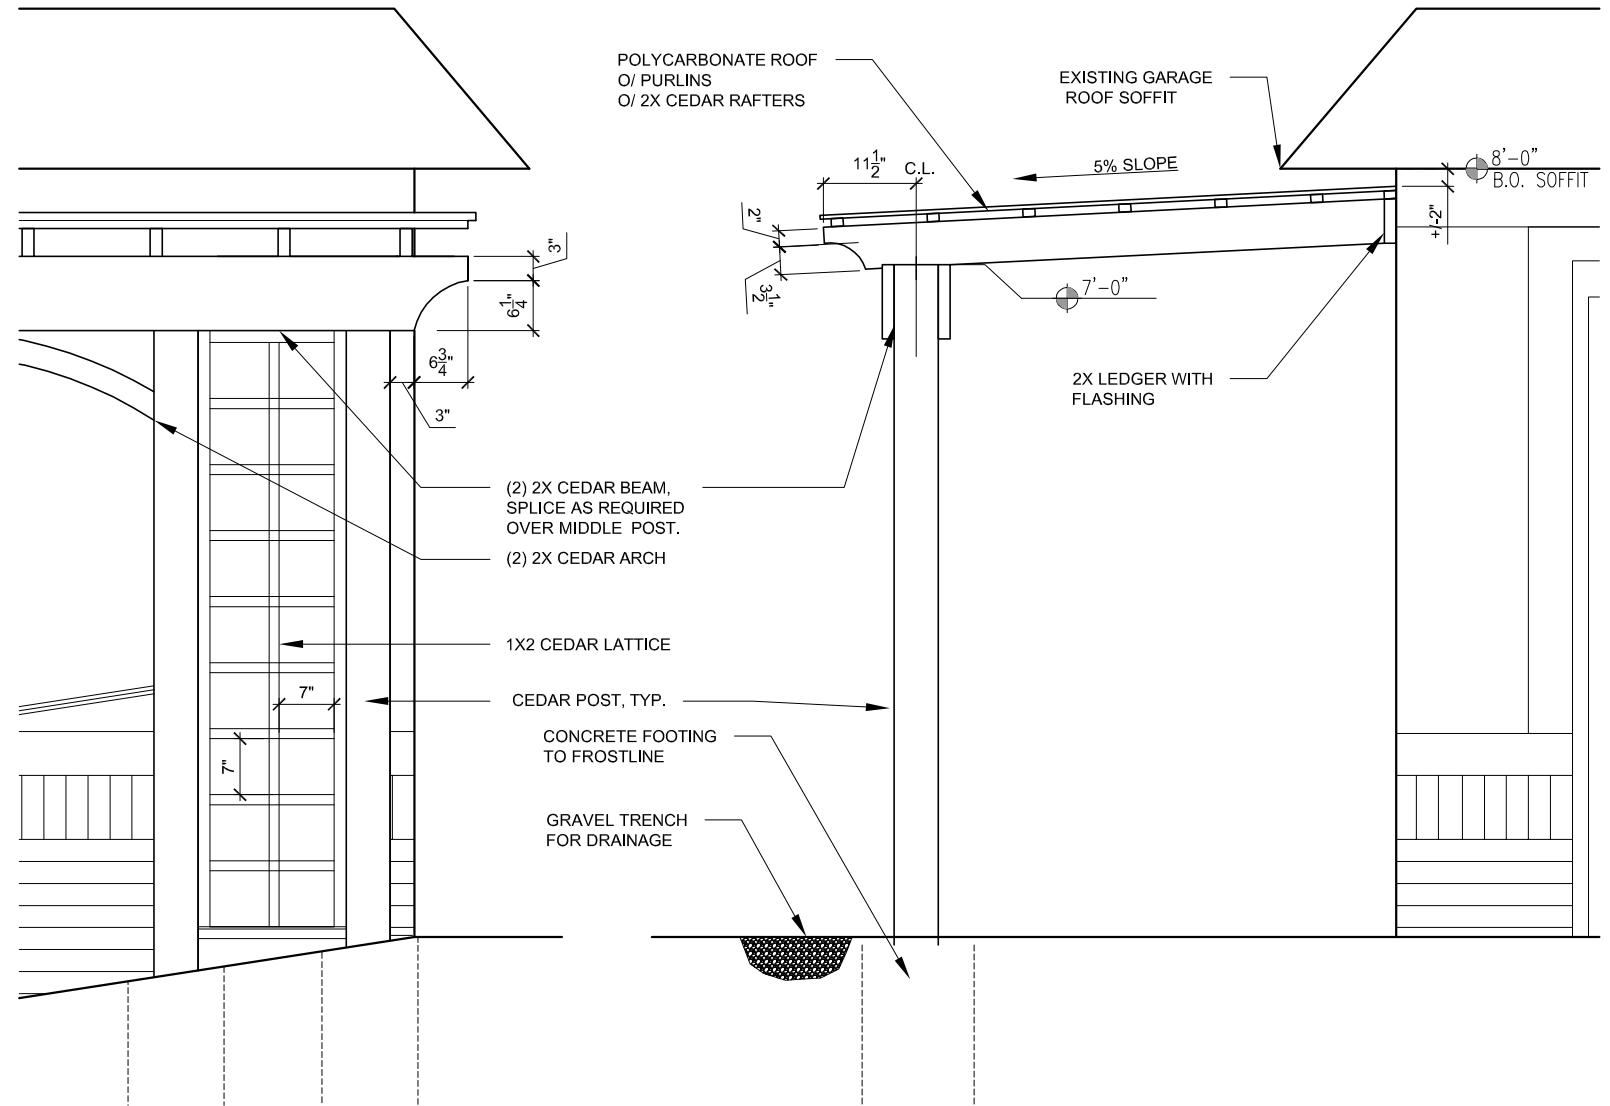 POLYCARBONATE ROOF
O/ PURLINS
O/ 2X CEDAR RAFTERS
EXISTING GARAGE
ROOF SOFFIT
11 1/2"
C.L.
5% SLOPE
8'-0"
B.O. SOFFIT
2"
+/-2"
3"
3 1/2"
7'-0"
6 1/4"
6 3/4"
3"
2X LEDGER WITH
FLASHING
(2) 2X CEDAR BEAM,
SPLICE AS REQUIRED
OVER MIDDLE POST.
(2) 2X CEDAR ARCH
1X2 CEDAR LATTICE
7"
CEDAR POST, TYP.
CONCRETE FOOTING
TO FROSTLINE
7"
GRAVEL TRENCH
FOR DRAINAGE